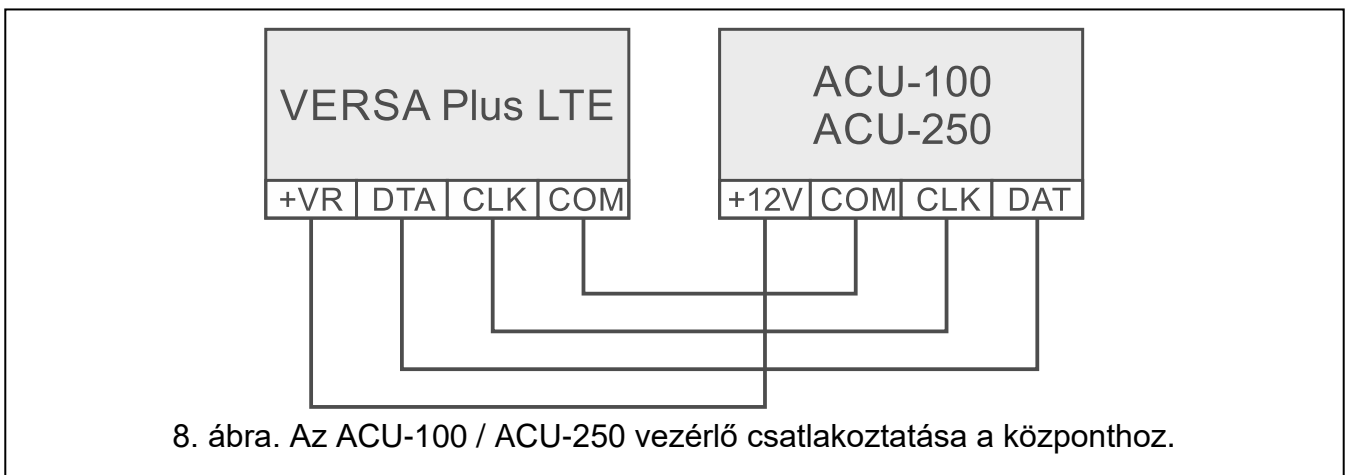 VERSA Plus LTE
+VR DTA CLK COM
ACU-100
ACU-250
+12V COM CLK DAT
8. ábra. Az ACU-100 / ACU-250 vezérlő csatlakoztatása a központhoz.